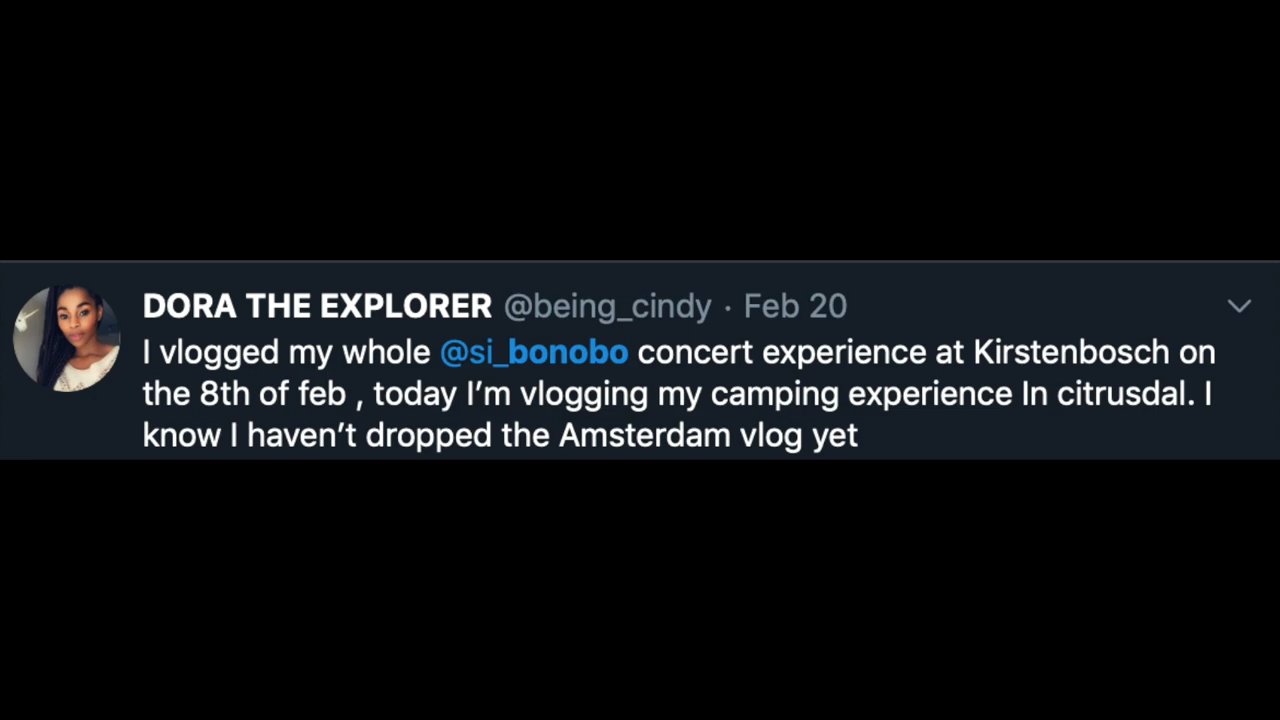 DORA THE EXPLORER @being_cindy · Feb 20
I vlogged my whole @si_bonobo concert experience at Kirstenbosch on
the 8th of feb , today I’m vlogging my camping experience In citrusdal. I
know I haven’t dropped the Amsterdam vlog yet